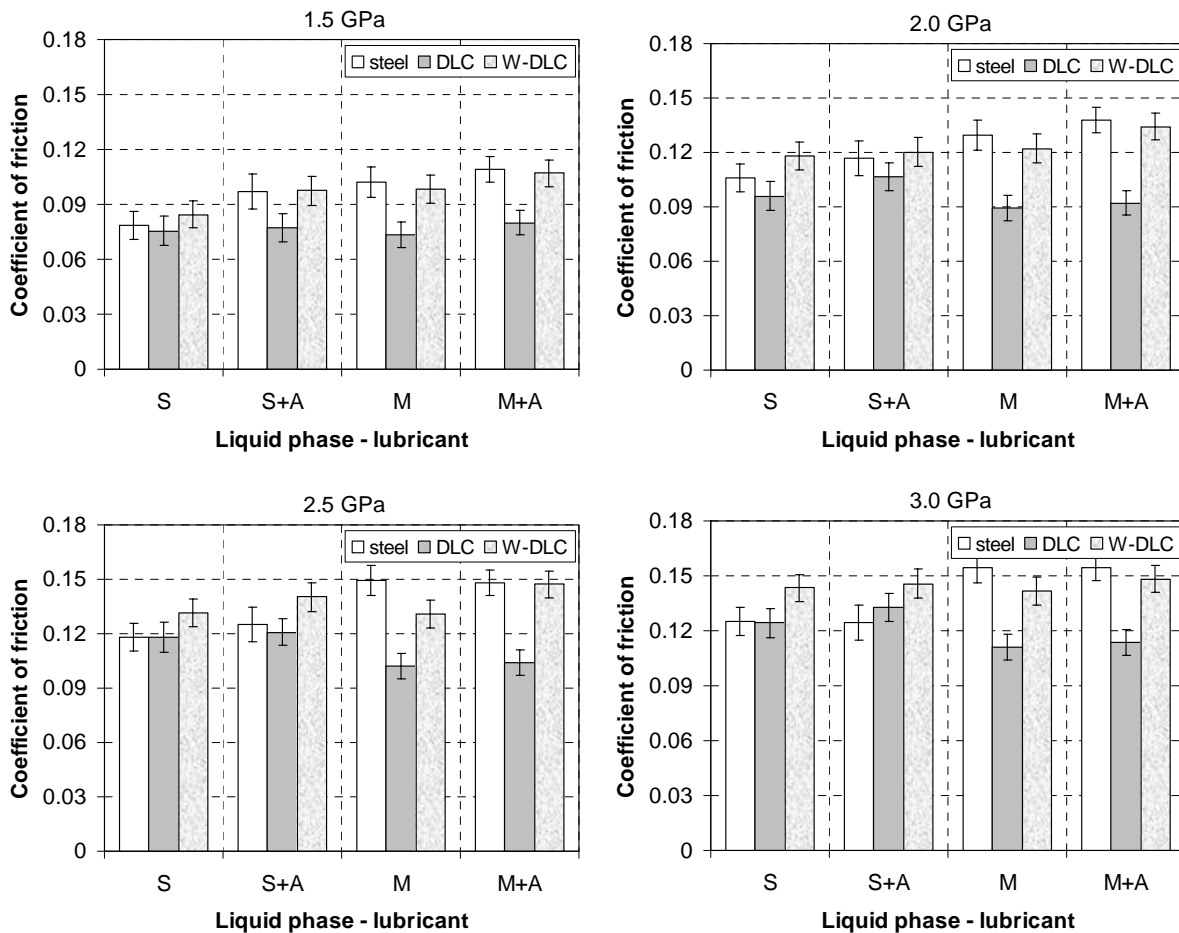 1.5 GPa
Coefficient of friction
0.18
0.15
0.12
0.09
0.06
0.03
0
steel DLC W-DLC
S S+A M M+A
Liquid phase - lubricant
2.0 GPa
Coefficient of friction
0.18
0.15
0.12
0.09
0.06
0.03
0
steel DLC W-DLC
S S+A M M+A
Liquid phase - lubricant
2.5 GPa
Coefficient of friction
0.18
0.15
0.12
0.09
0.06
0.03
0
steel DLC W-DLC
S S+A M M+A
Liquid phase - lubricant
3.0 GPa
Coefficient of friction
0.18
0.15
0.12
0.09
0.06
0.03
0
steel DLC W-DLC
S S+A M M+A
Liquid phase - lubricant